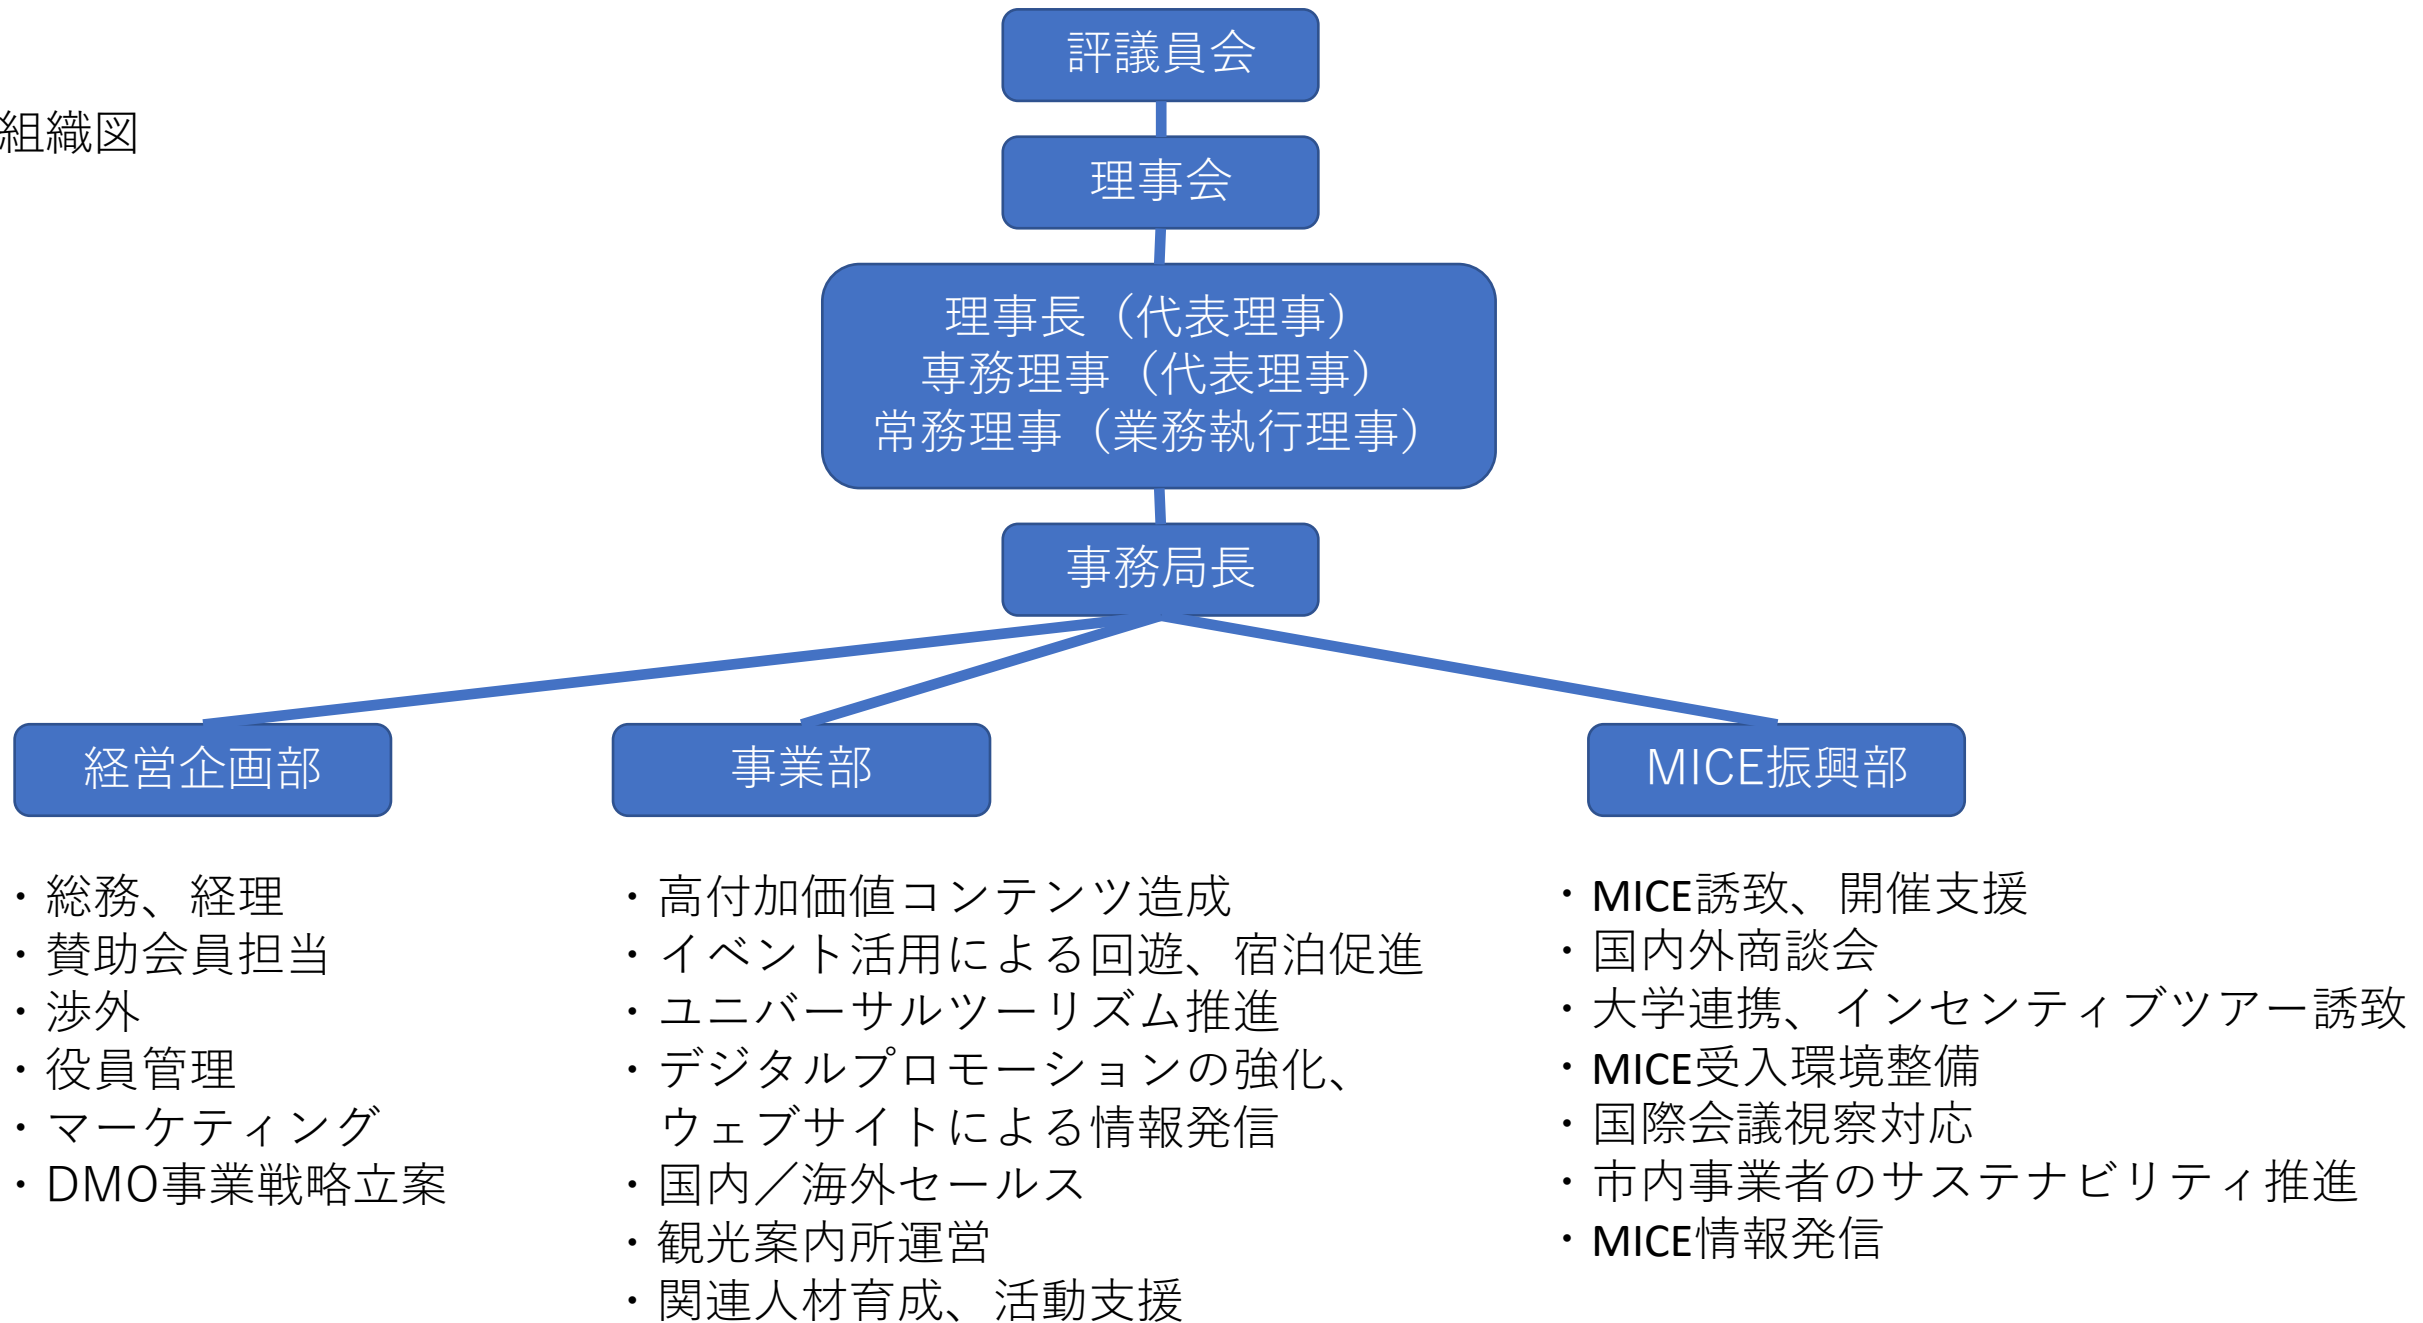 評議員会
組織図
理事会
理事長（代表理事）
専務理事（代表理事）
常務理事（業務執行理事）
事務局長
経営企画部
・総務、経理
・賛助会員担当
・渉外
・役員管理
・マーケティング
・DMO事業戦略立案
事業部
・高付加価値コンテンツ造成
・イベント活用による回遊、宿泊促進
・ユニバーサルツーリズム推進
・デジタルプロモーションの強化、
ウェブサイトによる情報発信
・国内／海外セールス
・観光案内所運営
・関連人材育成、活動支援
MICE振興部
・MICE誘致、開催支援
・国内外商談会
・大学連携、インセンティブツアー誘致
・MICE受入環境整備
・国際会議視察対応
・市内事業者のサステナビリティ推進
・MICE情報発信